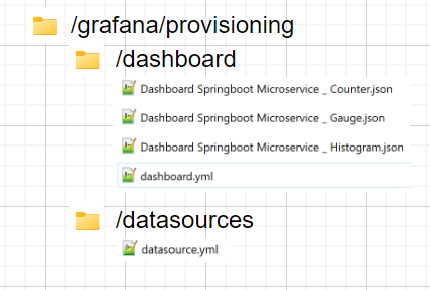 /grafana/provisioning
/dashboard
Dashboard Springboot Microservice _ Counter.json
Dashboard Springboot Microservice _ Gauge.json
Dashboard Springboot Microservice _ Histogram.json
dashboard.yml
/datasources
datasource.yml